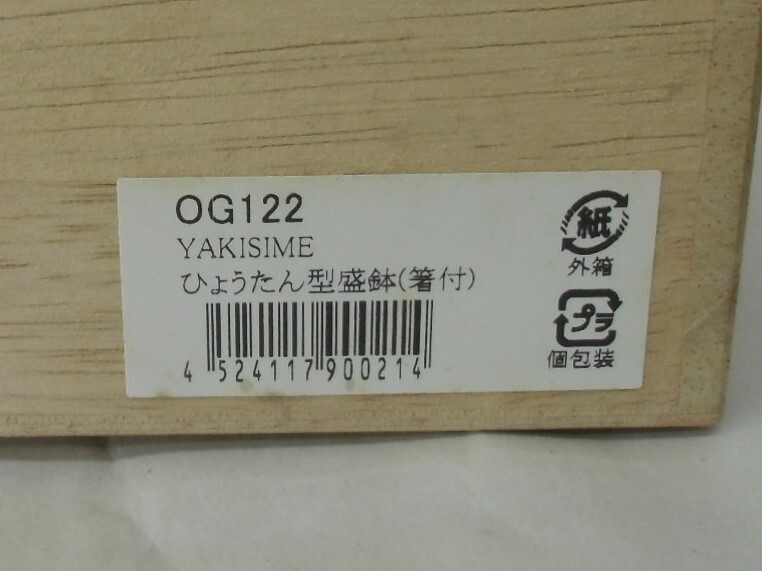 OG122
YAKISIME
ひょうたん型盛鉢(箸付)
4 524117 900214
紙
外箱
プラ
個包装